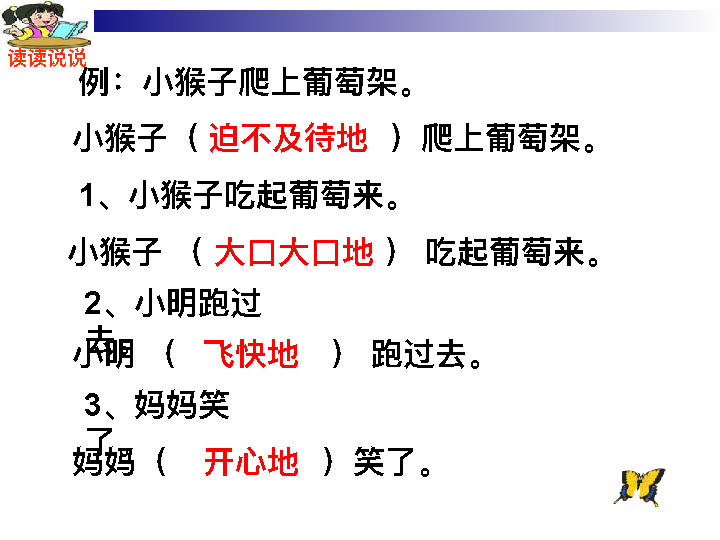 读读说说
例：小猴子爬上葡萄架。
小猴子（迫不及待地）爬上葡萄架。
1、小猴子吃起葡萄来。
小猴子（大口大口地）吃起葡萄来。
2、小明跑过
去。
小明（飞快地）跑过去。
3、妈妈笑
了。
妈妈（开心地）笑了。